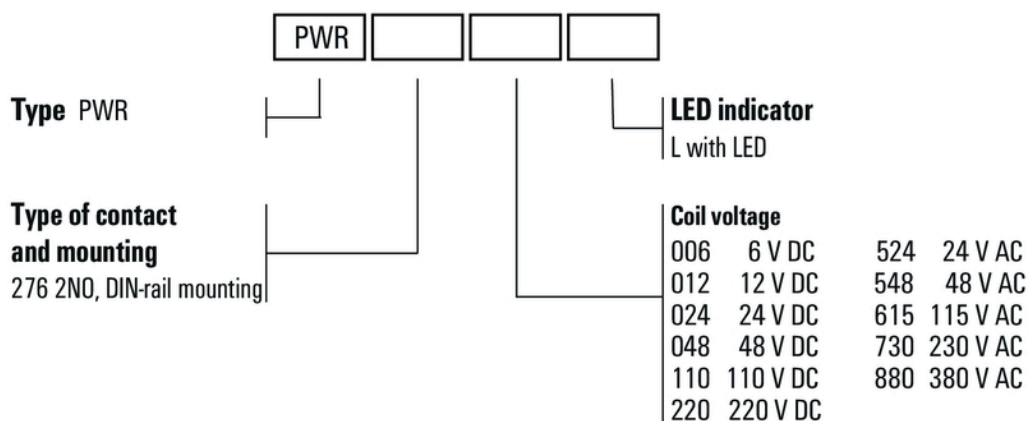 PWR
Type PWR
LED indicator
L with LED
Type of contact
and mounting
276 2NO, DIN-rail mounting
Coil voltage
006 6 V DC 524 24 V AC
012 12 V DC 548 48 V AC
024 24 V DC 615 115 V AC
048 48 V DC 730 230 V AC
110 110 V DC 880 380 V AC
220 220 V DC